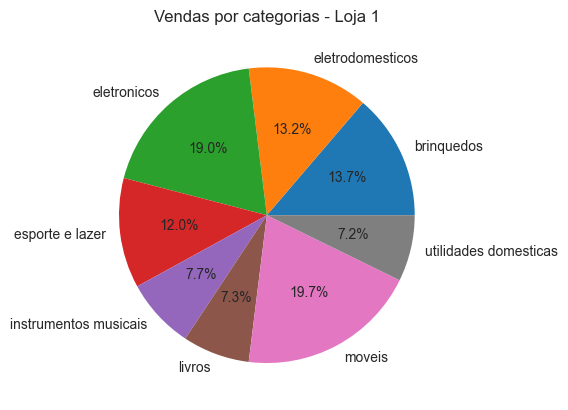 Vendas por categorias - Loja 1
eletrodomesticos
eletronicos
13.2%
brinquedos
19.0%
13.7%
esporte e lazer
12.0%
7.2%
utilidades domesticas
7.7%
7.3%
19.7%
instrumentos musicais
moveis
livros